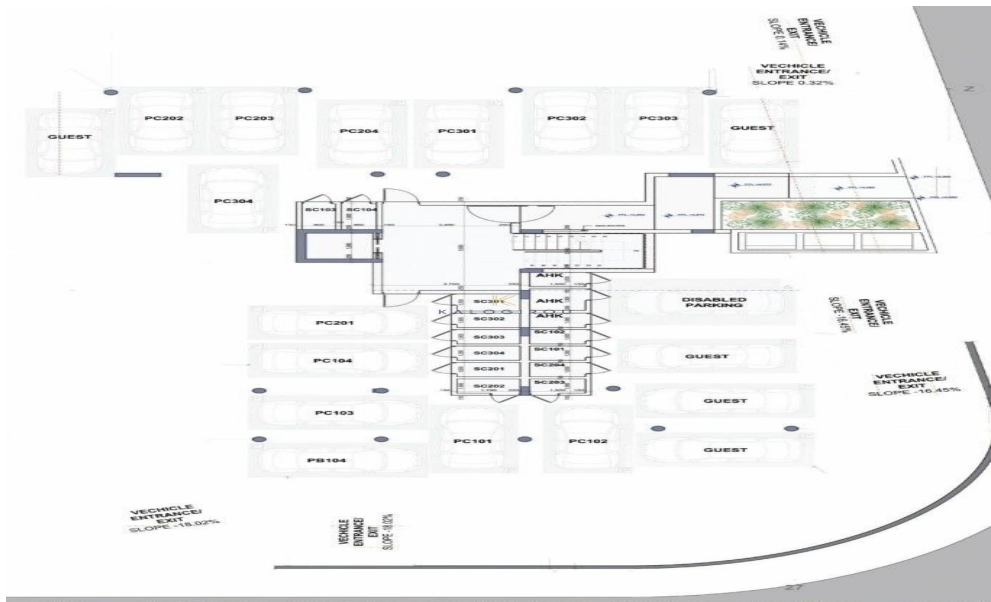 VECHICLE
ENTRANCE/
EXIT
SLOPE 0.14%
VECHICLE
ENTRANCE/
EXIT
SLOPE 0.32%
GUEST
PC202
PC203
PC204
PC301
PC302
PC303
GUEST
PC304
SC103
SC104
AHK
SC301
AHK
KALOGIROU
SC302
AHK
SC303
SC102
SC304
SC101
SC201
SC204
SC202
SC203
DISABLED
PARKING
VECHICLE
ENTRANCE/
EXIT
SLOPE -16.45%
PC201
PC104
GUEST
VECHICLE
ENTRANCE/
EXIT
SLOPE -16.45%
PC103
GUEST
PC101
PC102
PB104
GUEST
VECHICLE
ENTRANCE/
EXIT
SLOPE -18.02%
VECHICLE
ENTRANCE/
EXIT
SLOPE -18.02%
27